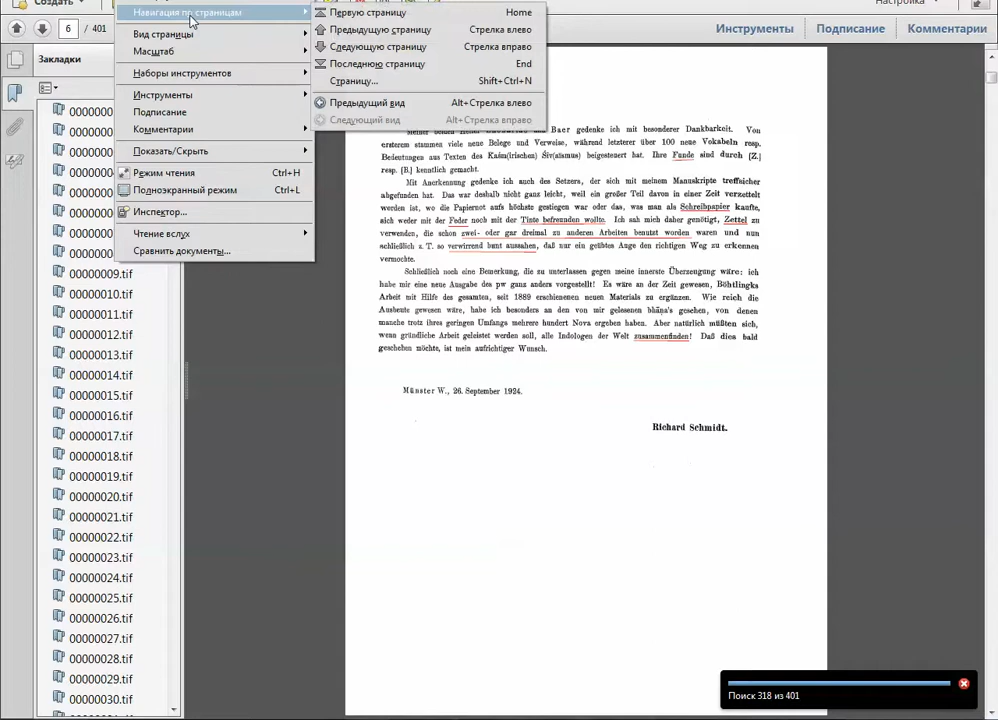 Создать
Настройка
6 / 401
Инструменты
Подписание
Комментарии
Закладки
Навигация по страницам
Вид страницы
Масштаб
Наборы инструментов
Инструменты
Подписание
Комментарии
Показать/Скрыть
Режим чтения Ctrl+H
Полноэкранный режим Ctrl+L
Инспектор...
Чтение вслух
Сравнить документы...
Первую страницу Home
Предыдущую страницу Стрелка влево
Следующую страницу Стрелка вправо
Последнюю страницу End
Страницу... Shift+Ctrl+N
Предыдущий вид Alt+Стрелка влево
Следующий вид Alt+Стрелка вправо
00000009.tif
00000010.tif
00000011.tif
00000012.tif
00000013.tif
00000014.tif
00000015.tif
00000016.tif
00000017.tif
00000018.tif
00000019.tif
00000020.tif
00000021.tif
00000022.tif
00000023.tif
00000024.tif
00000025.tif
00000026.tif
00000027.tif
00000028.tif
00000029.tif
00000030.tif
Baer gedenke ich mit besonderer Dankbarkeit. Von
ersterem stammen viele neue Belege und Verweise, während letzterer über 100 neue Vokabeln resp.
Bedeutungen aus Texten des Kaśm(irischen) Śiv(aismus) beigesteuert hat. Ihre Funde sind durch [Z.]
resp. [B.] kenntlich gemacht.
Mit Anerkennung gedenke ich auch des Setzers, der sich mit meinem Manuskripte treffsicher
abgefunden hat. Das war deshalb nicht ganz leicht, weil ein großer Teil davon in einer Zeit verzettelt
werden ist, wo die Papiernot aufs höchste gestiegen war oder das, was man als Schreibpapier kaufte,
sich weder mit der Feder noch mit der Tinte befreunden wollte. Ich sah mich daher genötigt, Zettel zu
verwenden, die schon zwei- oder gar dreimal zu anderen Arbeiten benutzt worden waren und nun
schließlich z. T. so verwirrend bunt aussahen, daß nur ein geübtes Auge den richtigen Weg zu erkennen
vermochte.
Schließlich noch eine Bemerkung, die zu unterlassen gegen meine innerste Überzeugung wäre: ich
habe mir eine neue Ausgabe des pw ganz anders vorgestellt! Es wäre an der Zeit gewesen, Böhtlingks
Arbeit mit Hilfe des gesamten, seit 1889 erschienenen neuen Materials zu ergänzen. Wie reich die
Ausbeute gewesen wäre, habe ich besonders an den von mir gelesenen bhāṇa's gesehen, von denen
manche trotz ihres geringen Umfangs mehrere hundert Nova ergeben haben. Aber natürlich müßten sich,
wenn gründliche Arbeit geleistet werden soll, alle Indologen der Welt zusammenfinden! Daß dies bald
geschehen möchte, ist mein aufrichtiger Wunsch.
Münster W., 26. September 1924.
Richard Schmidt.
Поиск 318 из 401